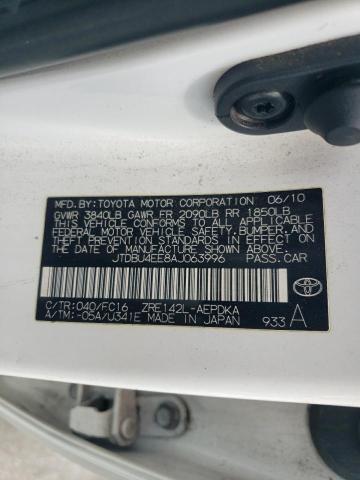 MFD.BY:TOYOTA MOTOR CORPORATION 06/10
GVWR 3840LB GAWR FR 2090LB RR 1850LB
THIS VEHICLE CONFORMS TO ALL APPLICABLE
FEDERAL MOTOR VEHICLE SAFETY, BUMPER, AND
THEFT PREVENTION STANDARDS IN EFFECT ON THE
DATE OF MANUFACTURE SHOWN ABOVE.
JTDBU4EE8AJ063996 PASS.CAR
C/TR:040/FC16 ZRE142L-AEPDKA
A/TM:-05A/U341E MADE IN JAPAN 933 A